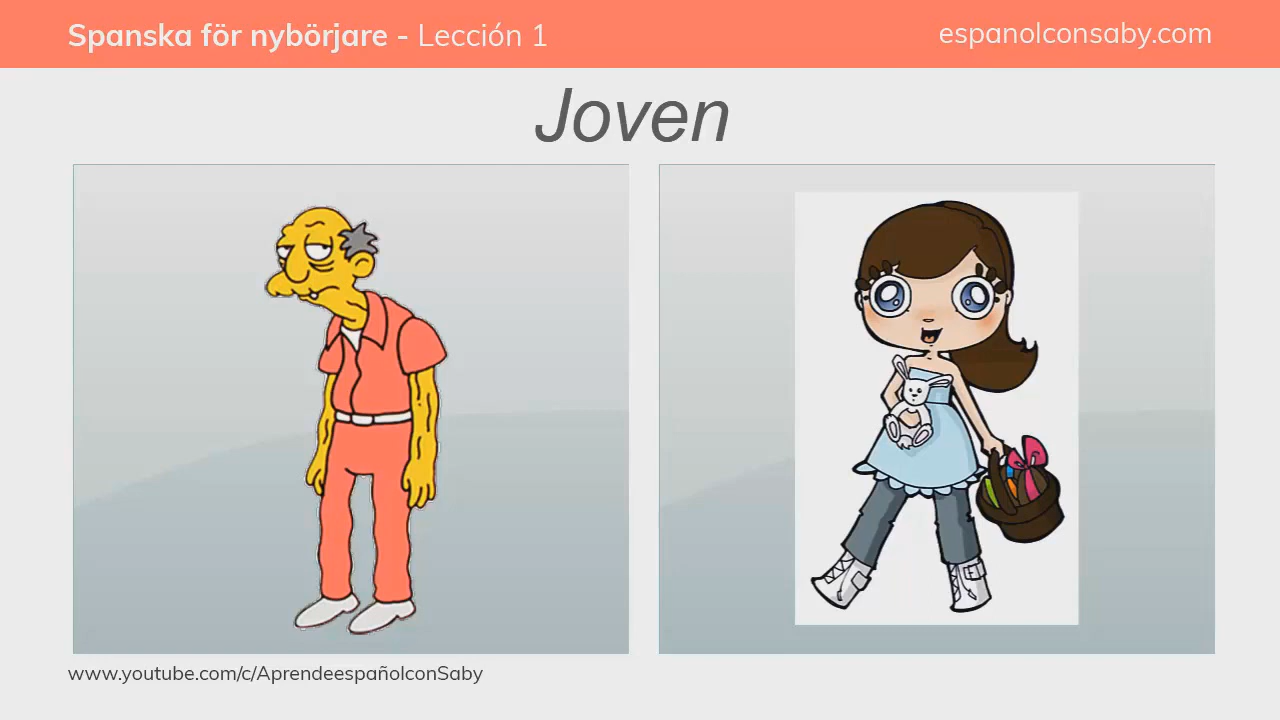 Spanska för nybörjare - Lección 1
espanolconsaby.com
Joven
www.youtube.com/c/AprendeespañolconSaby